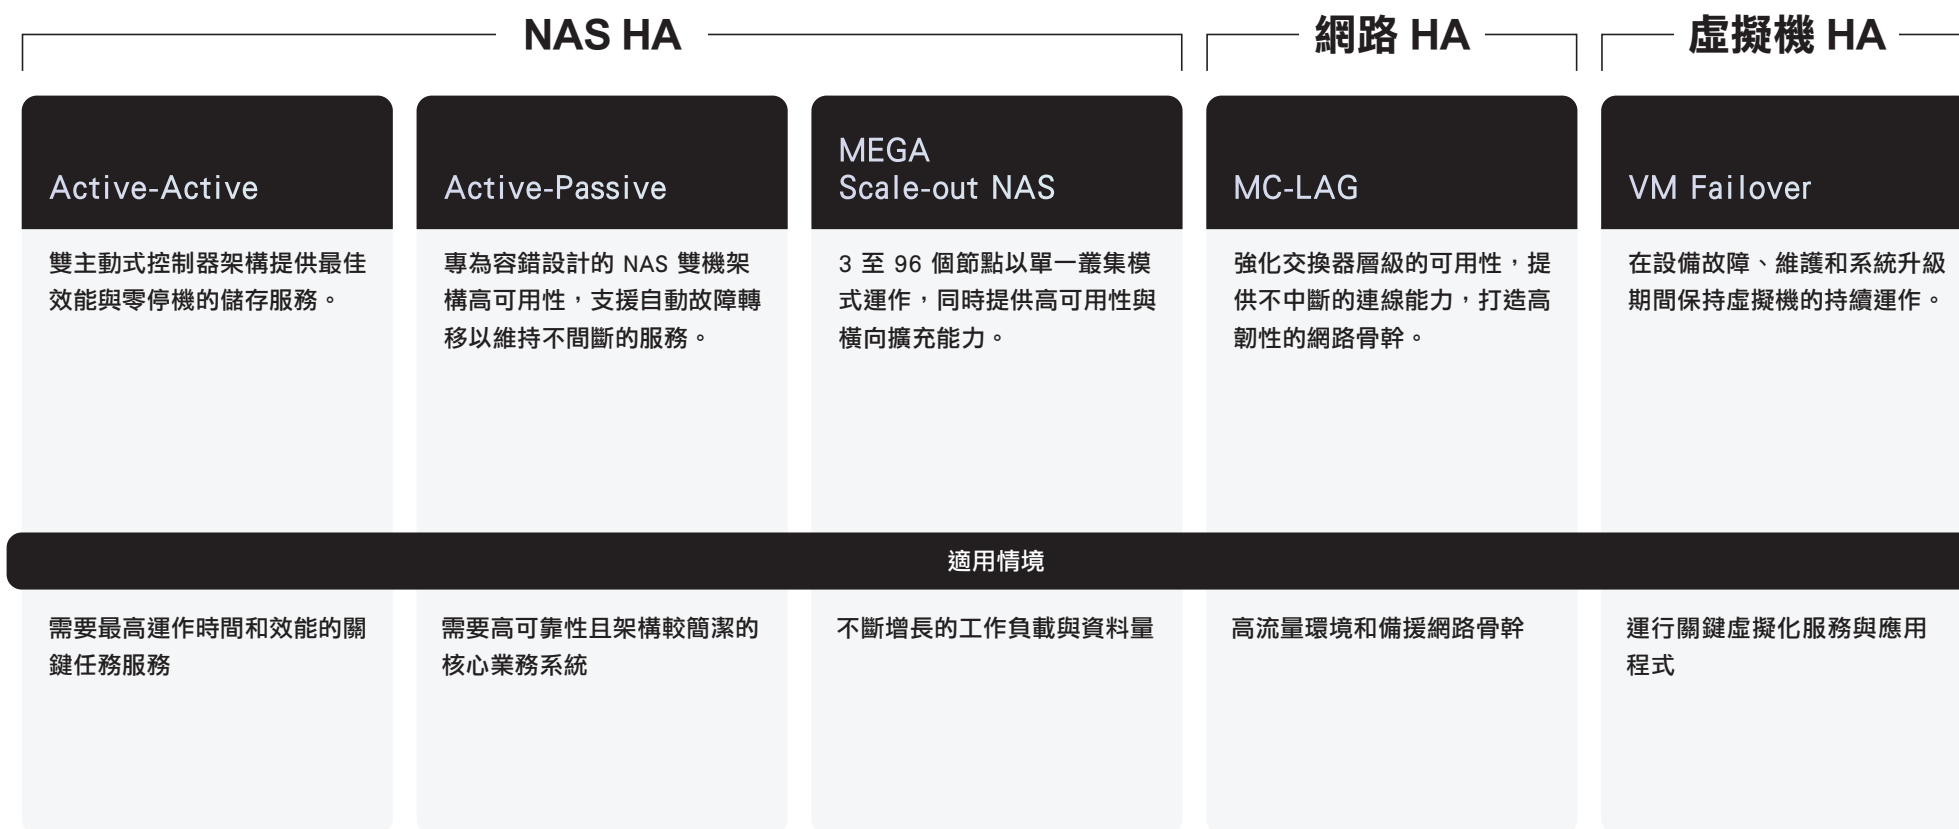 NAS HA
網路 HA
虛擬機 HA
Active-Active
雙主動式控制器架構提供最佳
效能與零停機的儲存服務。
Active-Passive
專為容錯設計的 NAS 雙機架
構高可用性，支援自動故障轉
移以維持不間斷的服務。
MEGA
Scale-out NAS
3 至 96 個節點以單一叢集模
式運作，同時提供高可用性與
橫向擴充能力。
MC-LAG
強化交換器層級的可用性，提
供不中斷的連線能力，打造高
韌性的網路骨幹。
VM Failover
在設備故障、維護和系統升級
期間保持虛擬機的持續運作。
適用情境
需要最高運作時間和效能的關
鍵任務服務
需要高可靠性且架構較簡潔的
核心業務系統
不斷增長的工作負載與資料量
高流量環境和備援網路骨幹
運行關鍵虛擬化服務與應用
程式